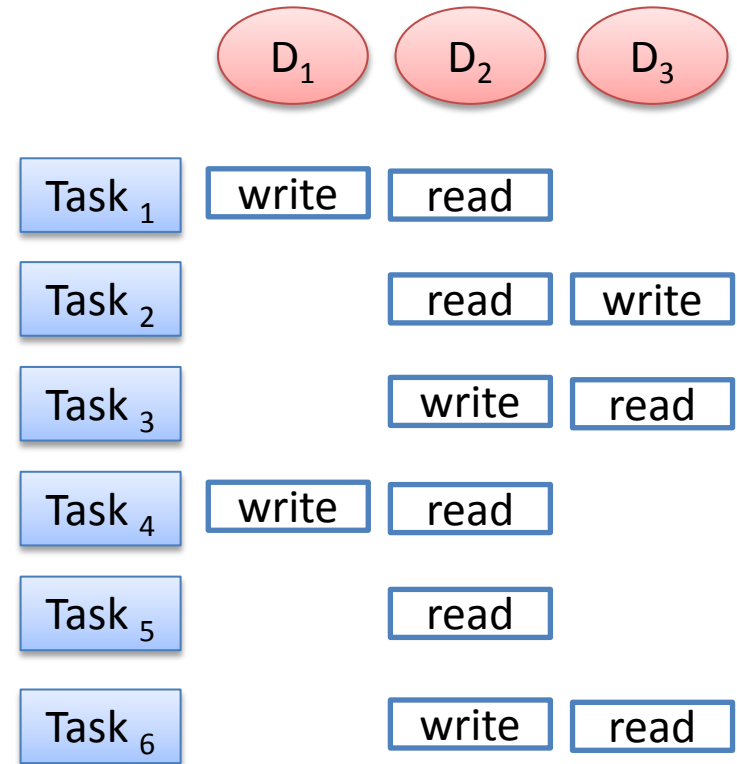 D₁ D₂ D₃
Task ₁ write read
Task ₂ read write
Task ₃ write read
Task ₄ write read
Task ₅ read
Task ₆ write read